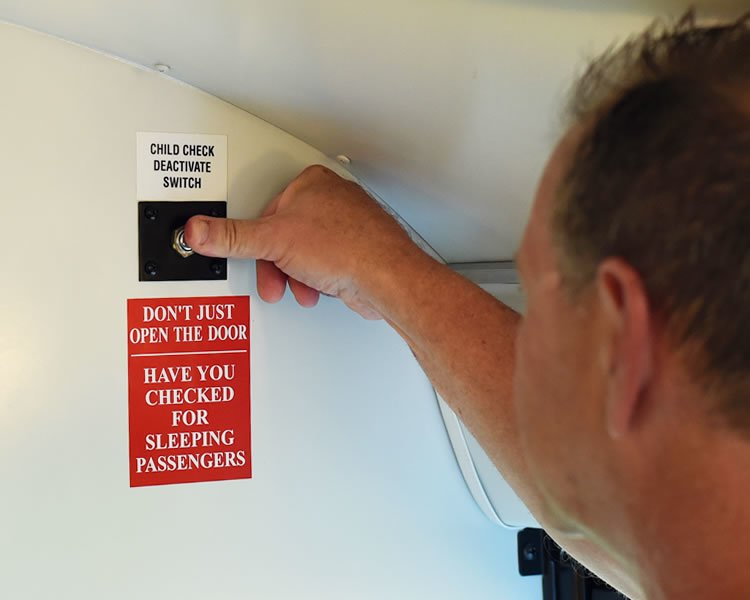 CHILD CHECK
DEACTIVATE
SWITCH
DON'T JUST
OPEN THE DOOR
HAVE YOU
CHECKED
FOR
SLEEPING
PASSENGERS